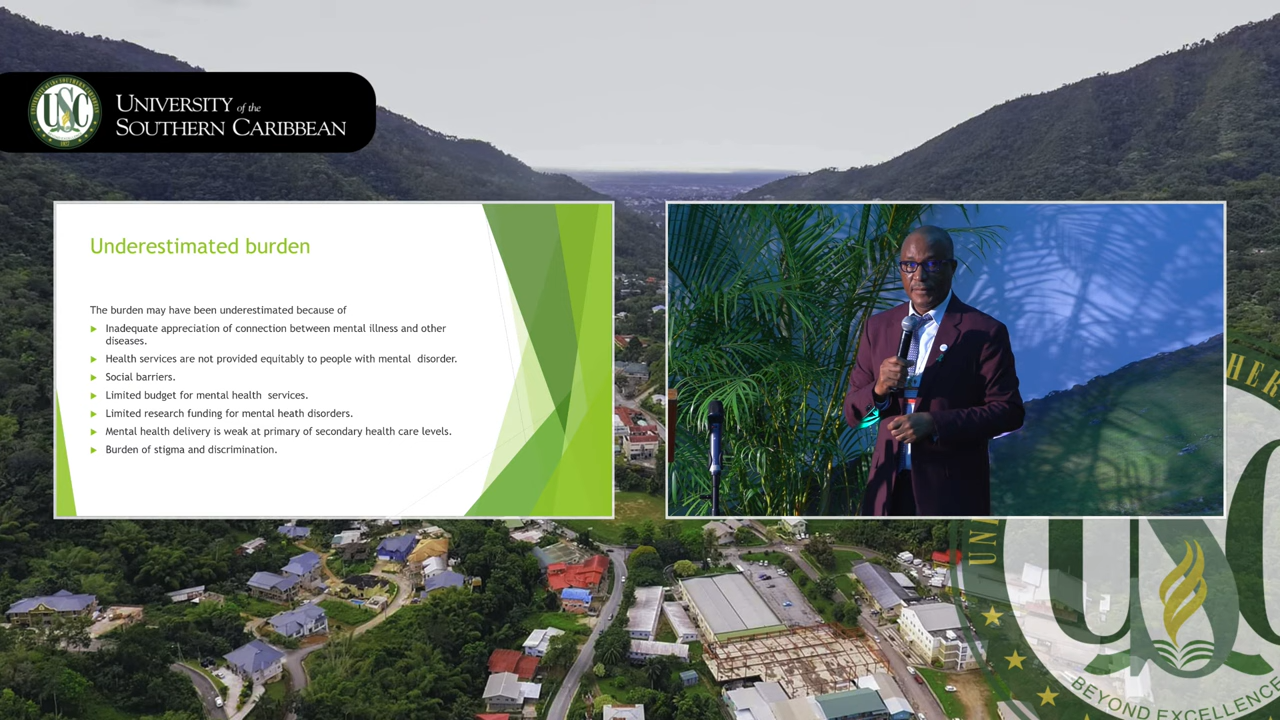 USC
UNIVERSITY of the
SOUTHERN CARIBBEAN
Underestimated burden
The burden may have been underestimated because of
Inadequate appreciation of connection between mental illness and other
diseases.
Health services are not provided equitably to people with mental disorder.
Social barriers.
Limited budget for mental health services.
Limited research funding for mental heath disorders.
Mental health delivery is weak at primary of secondary health care levels.
Burden of stigma and discrimination.
BEYOND EXCELLENCE